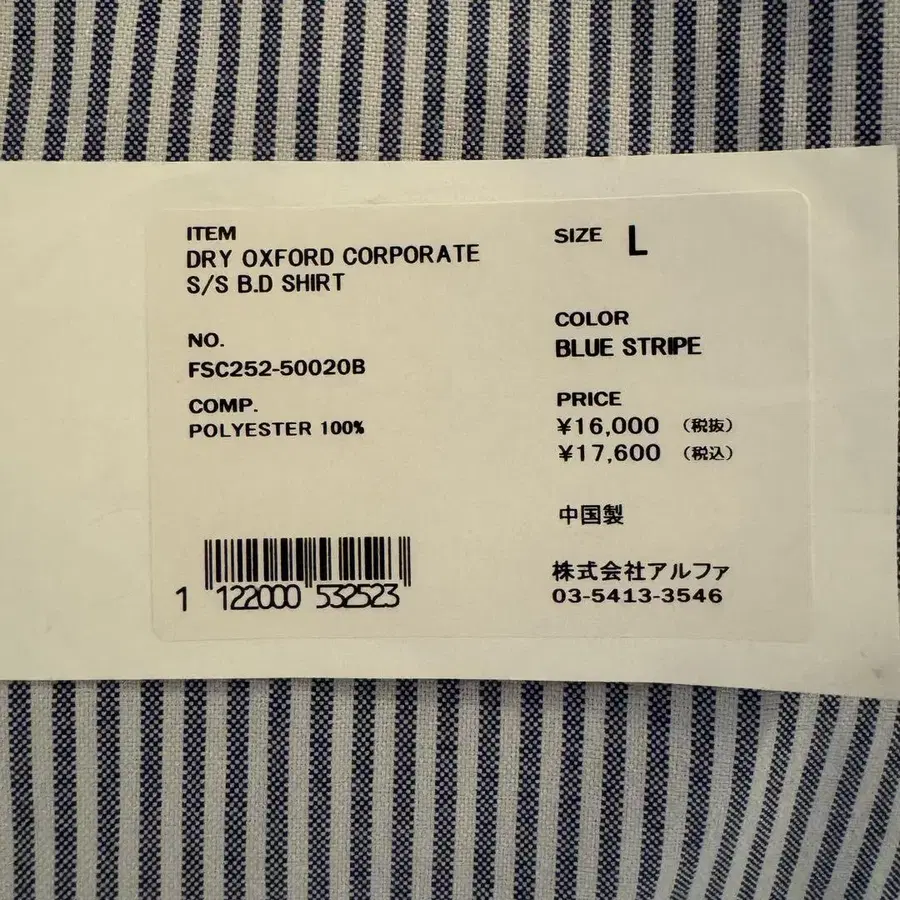 ITEM
DRY OXFORD CORPORATE
S/S B.D SHIRT
SIZE L
NO.
FSC252-50020B
COLOR
BLUE STRIPE
COMP.
POLYESTER 100%
PRICE
¥16,000 (税抜)
¥17,600 (税込)
中国製
株式会社アルファ
03-5413-3546
1 122000 532523